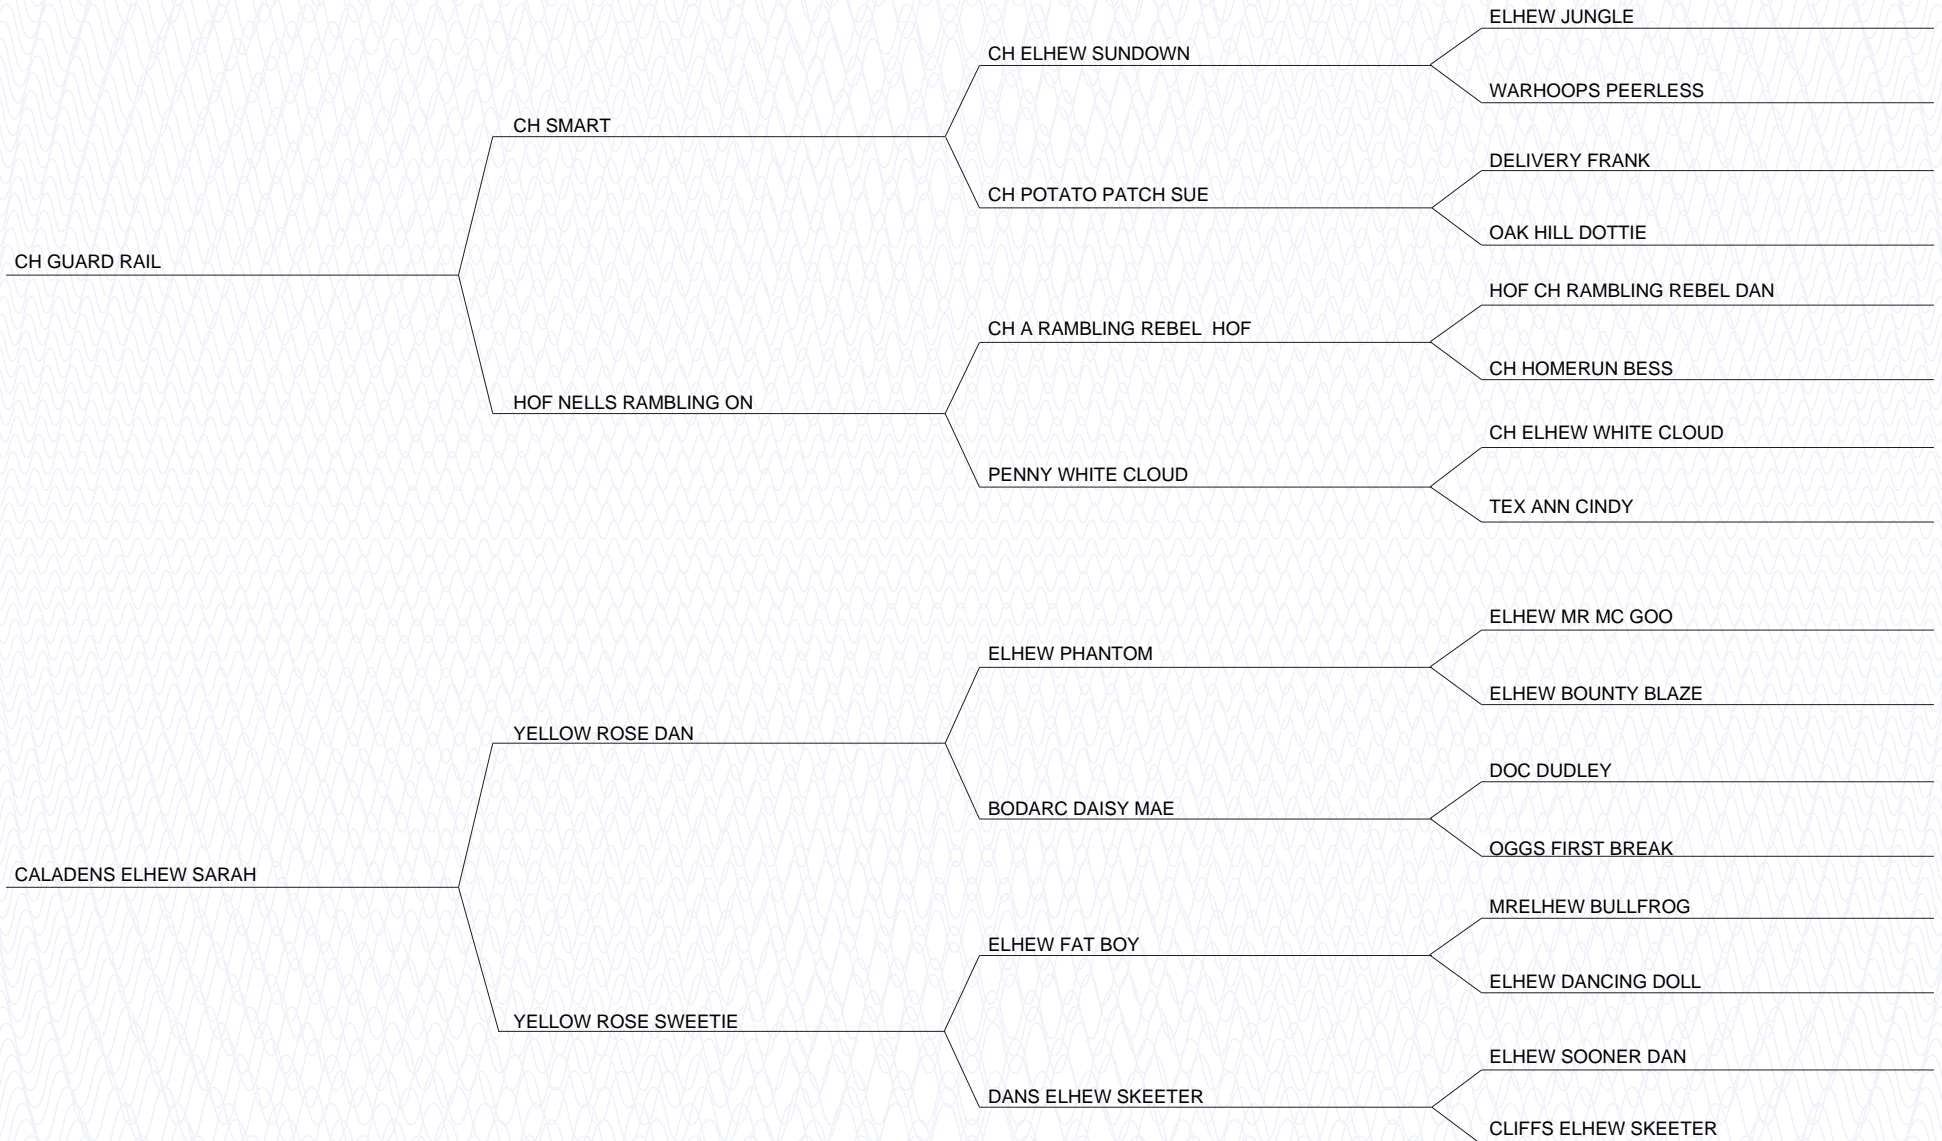 ELHEW JUNGLE
CH ELHEW SUNDOWN
WARHOOPS PEERLESS
CH SMART
DELIVERY FRANK
CH POTATO PATCH SUE
OAK HILL DOTTIE
CH GUARD RAIL
HOF CH RAMBLING REBEL DAN
CH A RAMBLING REBEL  HOF
CH HOMERUN BESS
HOF NELLS RAMBLING ON
CH ELHEW WHITE CLOUD
PENNY WHITE CLOUD
TEX ANN CINDY
ELHEW MR MC GOO
ELHEW PHANTOM
ELHEW BOUNTY BLAZE
YELLOW ROSE DAN
DOC DUDLEY
BODARC DAISY MAE
OGGS FIRST BREAK
CALADENS ELHEW SARAH
MRELHEW BULLFROG
ELHEW FAT BOY
ELHEW DANCING DOLL
YELLOW ROSE SWEETIE
ELHEW SOONER DAN
DANS ELHEW SKEETER
CLIFFS ELHEW SKEETER